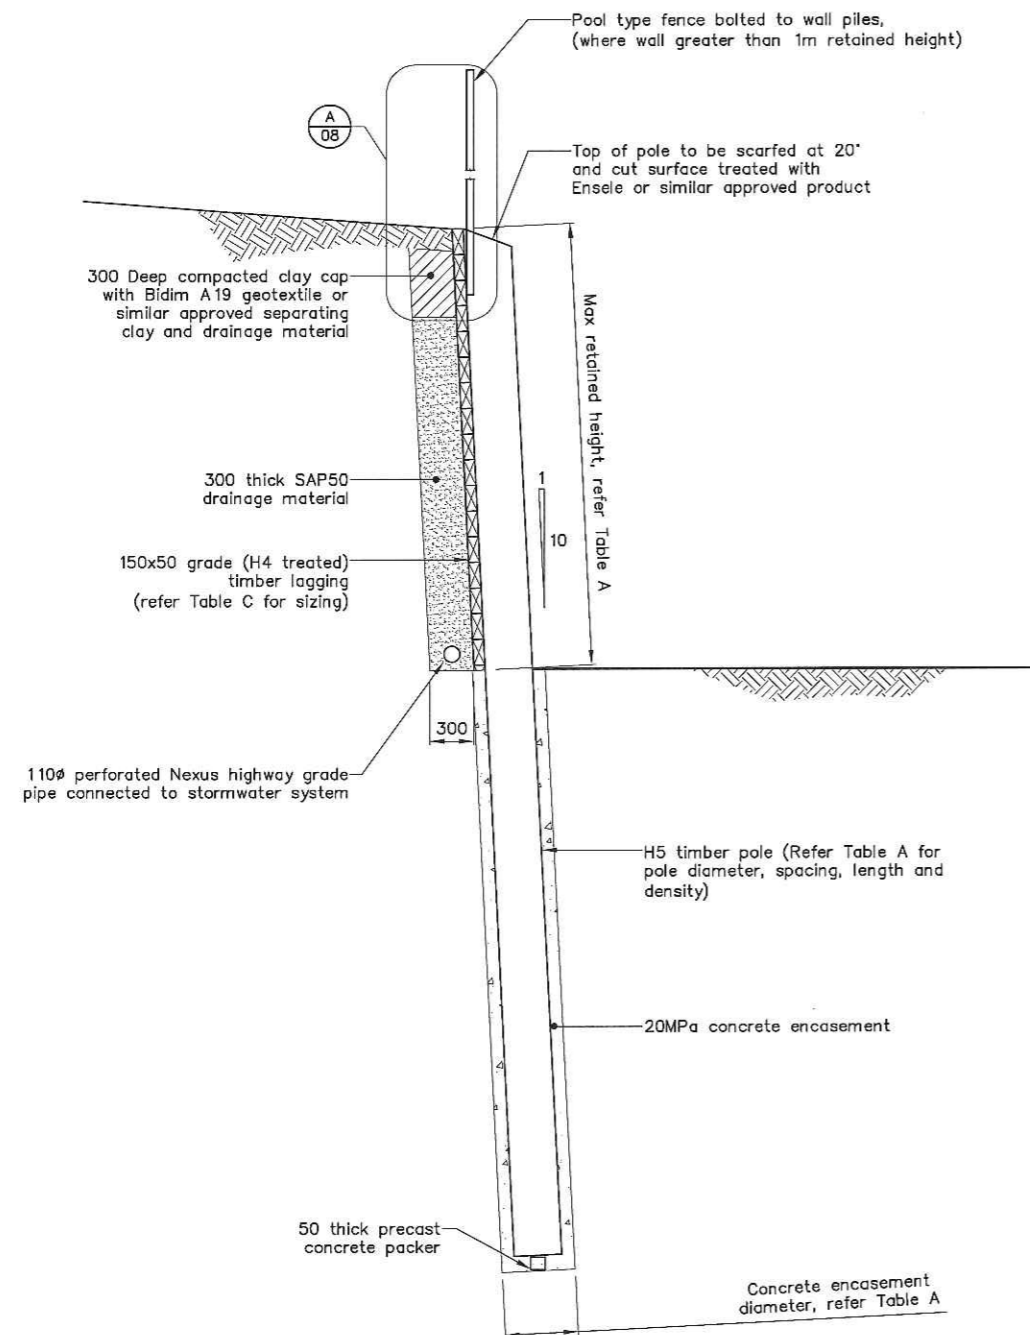 Pool type fence bolted to wall piles,
(where wall greater than 1m retained height)
A
08
Top of pole to be scarfed at 20°
and cut surface treated with
Ensele or similar approved product
300 Deep compacted clay cap
with Bidim A19 geotextile or
similar approved separating
clay and drainage material
Max retained height, refer Table A
300 thick SAP50
drainage material
1
10
150x50 grade (H4 treated)
timber lagging
(refer Table C for sizing)
300
110ø perforated Nexus highway grade
pipe connected to stormwater system
H5 timber pole (Refer Table A for
pole diameter, spacing, length and
density)
20MPa concrete encasement
50 thick precast
concrete packer
Concrete encasement
diameter, refer Table A